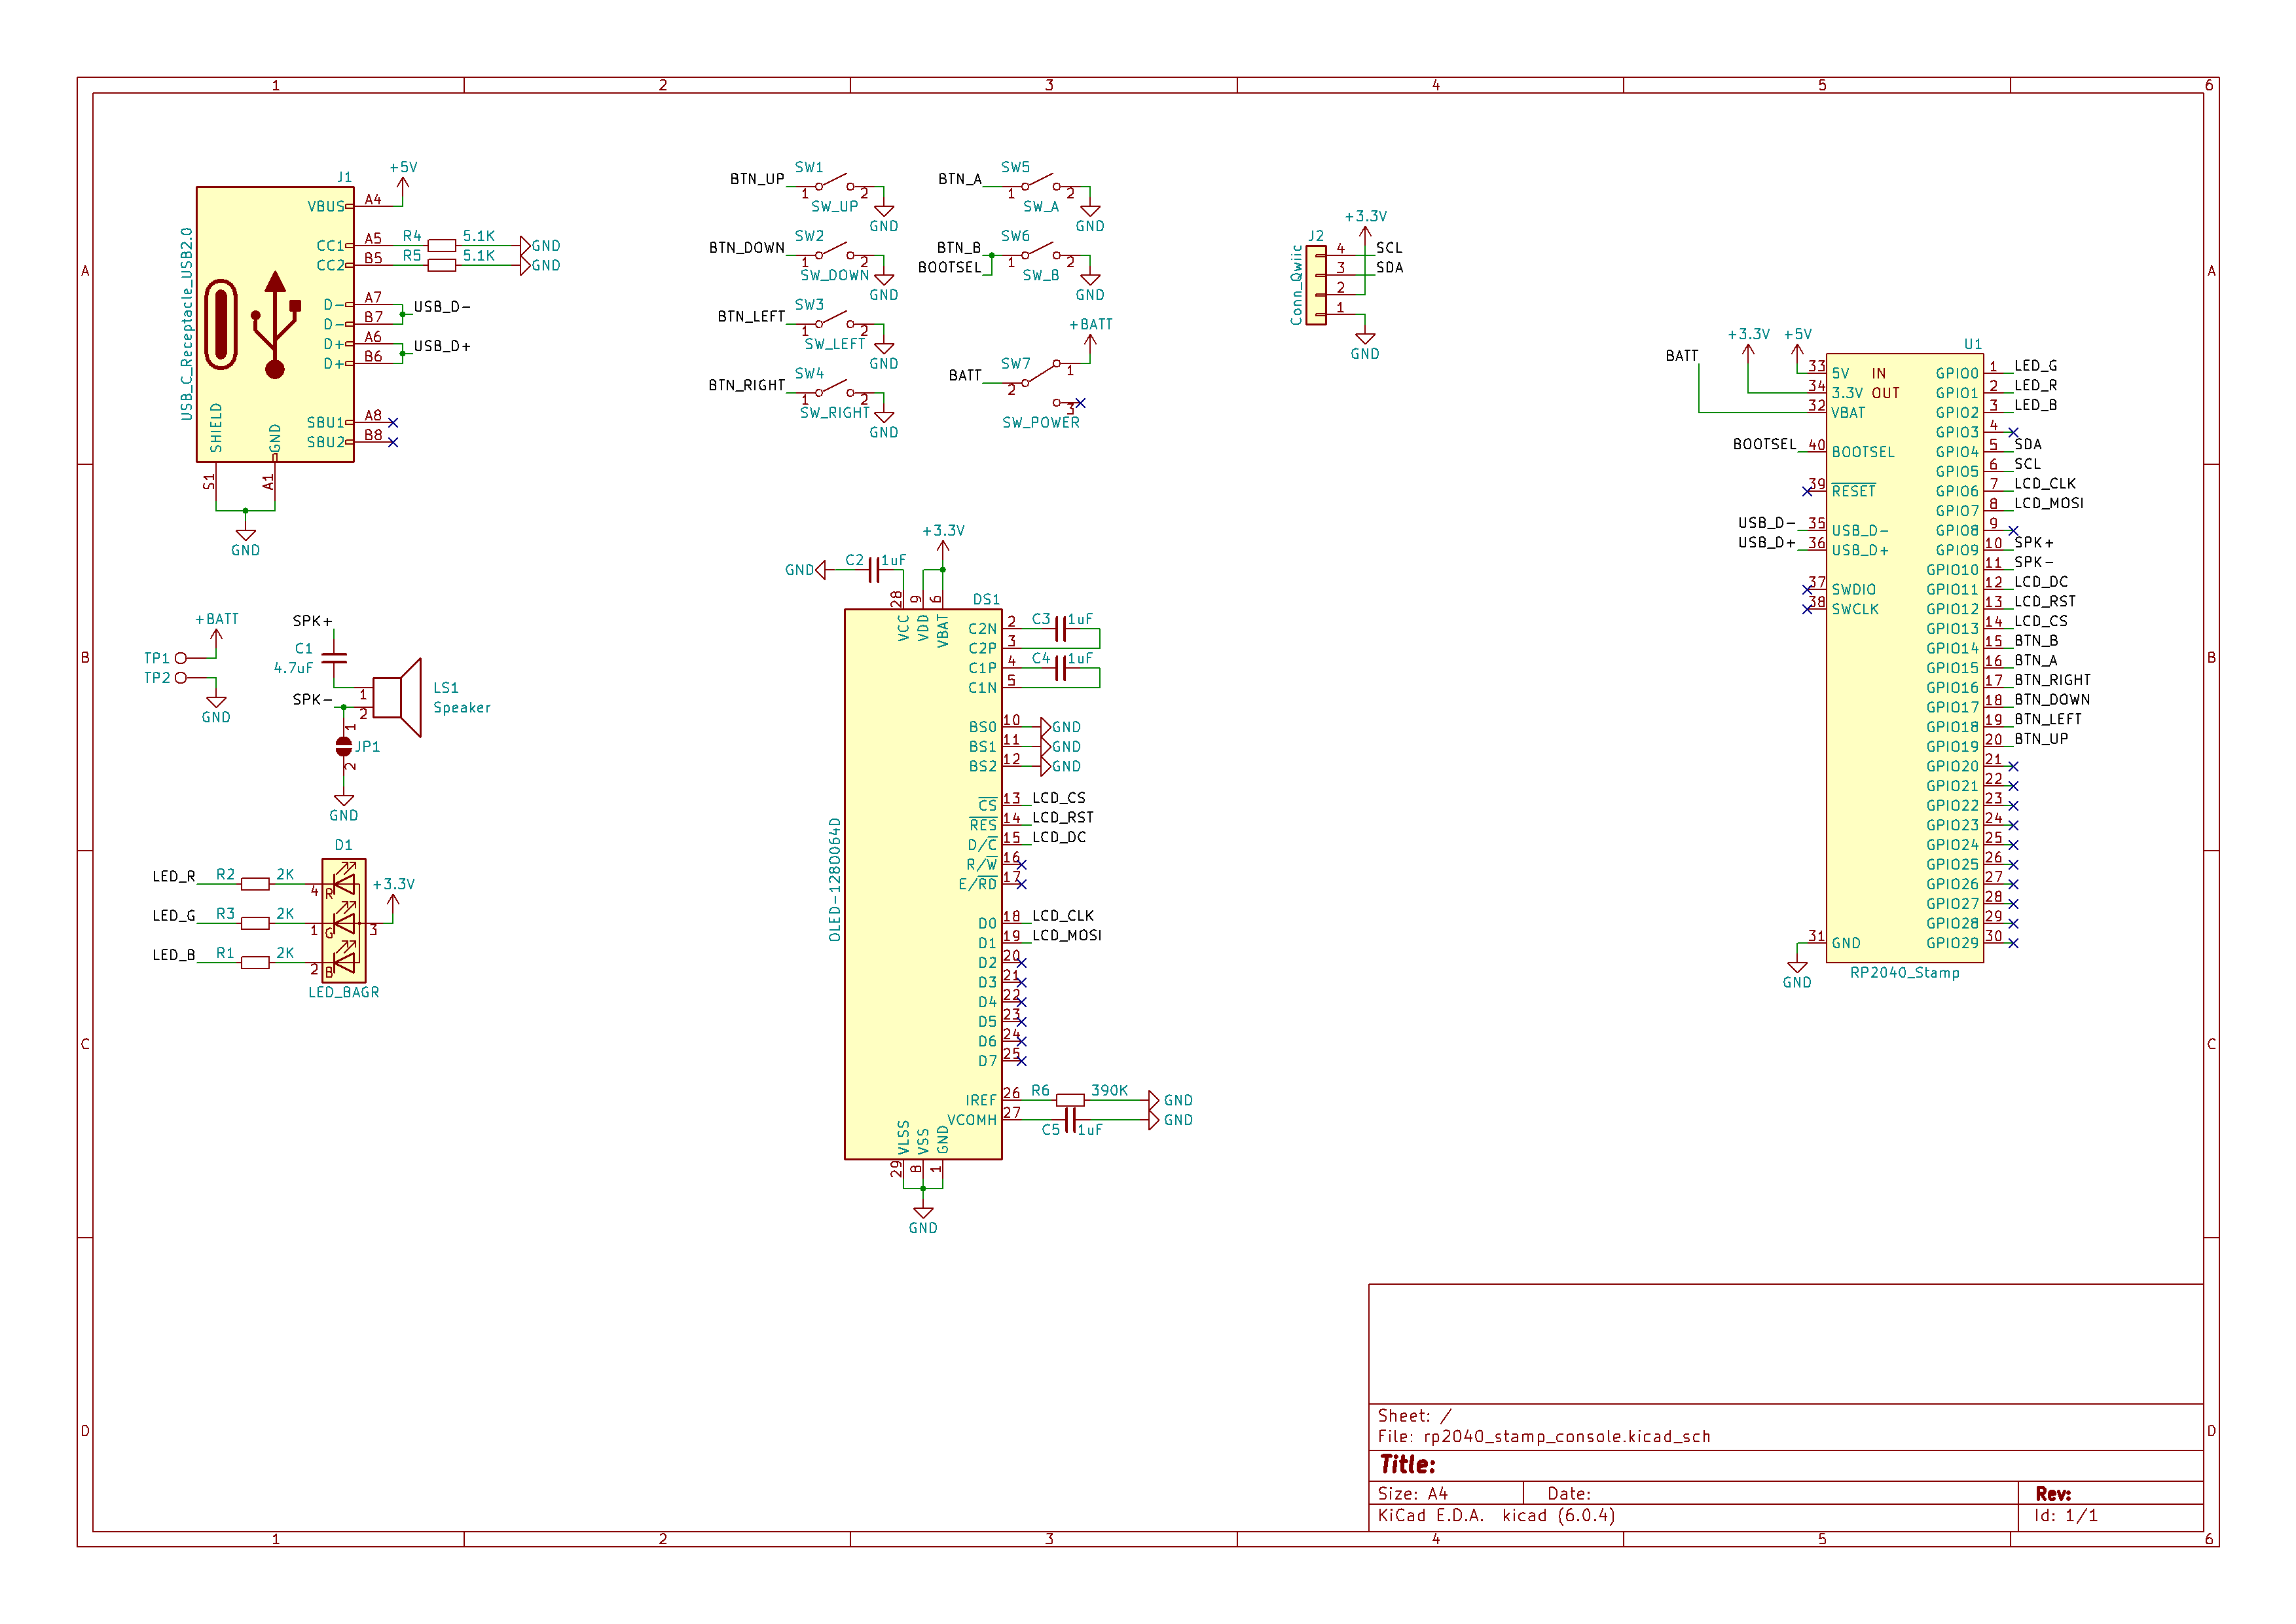 1 2 3 4 5 6
A
B
C
D
J1
USB_C_Receptacle_USB2.0
+5V
VBUS A4
CC1 A5 R4 5.1K GND
CC2 B5 R5 5.1K GND
D- A7 USB_D-
D- B7
D+ A6 USB_D+
D+ B6
SBU1 A8
SBU2 B8
SHIELD GND
S1 A1
GND
SW1
BTN_UP 1 2
SW_UP GND
SW2
BTN_DOWN 1 2
SW_DOWN GND
SW3
BTN_LEFT 1 2
SW_LEFT GND
SW4
BTN_RIGHT 1 2
SW_RIGHT GND
SW5
BTN_A 1 2
SW_A GND
SW6
BTN_B
BOOTSEL 1 2
SW_B GND
+BATT
SW7
BATT 2 1
3
SW_POWER
+3.3V
J2
Conn_Qwiic
4 SCL
3 SDA
2
1
GND
+BATT
TP1
TP2
GND
SPK+
C1
4.7uF
SPK-
1 LS1
2 Speaker
1
JP1
2
GND
D1
LED_R R2 2K 4 R
+3.3V
LED_G R3 2K 1 G 3
LED_B R1 2K 2 B
LED_BAGR
+3.3V
GND C2 1uF
28 9 6 DS1
VCC VDD VBAT
OLED-128O064D
C2N 2 C3 1uF
C2P 3
C1P 4 C4 1uF
C1N 5
BS0 10 GND
BS1 11 GND
BS2 12 GND
CS 13 LCD_CS
RES 14 LCD_RST
D/C 15 LCD_DC
R/W 16
E/RD 17
D0 18 LCD_CLK
D1 19 LCD_MOSI
D2 20
D3 21
D4 22
D5 23
D6 24
D7 25
IREF 26 R6 390K GND
VCOMH 27 C5 1uF GND
VLSS VSS GND
29 8 1
GND
BATT
+3.3V +5V
U1
33 5V IN
34 3.3V OUT
32 VBAT
BOOTSEL 40 BOOTSEL
39 RESET
USB_D- 35 USB_D-
USB_D+ 36 USB_D+
37 SWDIO
38 SWCLK
31 GND
GND
GPIO0 1 LED_G
GPIO1 2 LED_R
GPIO2 3 LED_B
GPIO3 4
GPIO4 5 SDA
GPIO5 6 SCL
GPIO6 7 LCD_CLK
GPIO7 8 LCD_MOSI
GPIO8 9
GPIO9 10 SPK+
GPIO10 11 SPK-
GPIO11 12 LCD_DC
GPIO12 13 LCD_RST
GPIO13 14 LCD_CS
GPIO14 15 BTN_B
GPIO15 16 BTN_A
GPIO16 17 BTN_RIGHT
GPIO17 18 BTN_DOWN
GPIO18 19 BTN_LEFT
GPIO19 20 BTN_UP
GPIO20 21
GPIO21 22
GPIO22 23
GPIO23 24
GPIO24 25
GPIO25 26
GPIO26 27
GPIO27 28
GPIO28 29
GPIO29 30
RP2040_Stamp
Sheet: /
File: rp2040_stamp_console.kicad_sch
Title:
Size: A4 Date: Rev:
KiCad E.D.A. kicad (6.0.4) Id: 1/1
A
B
C
D
1 2 3 4 5 6